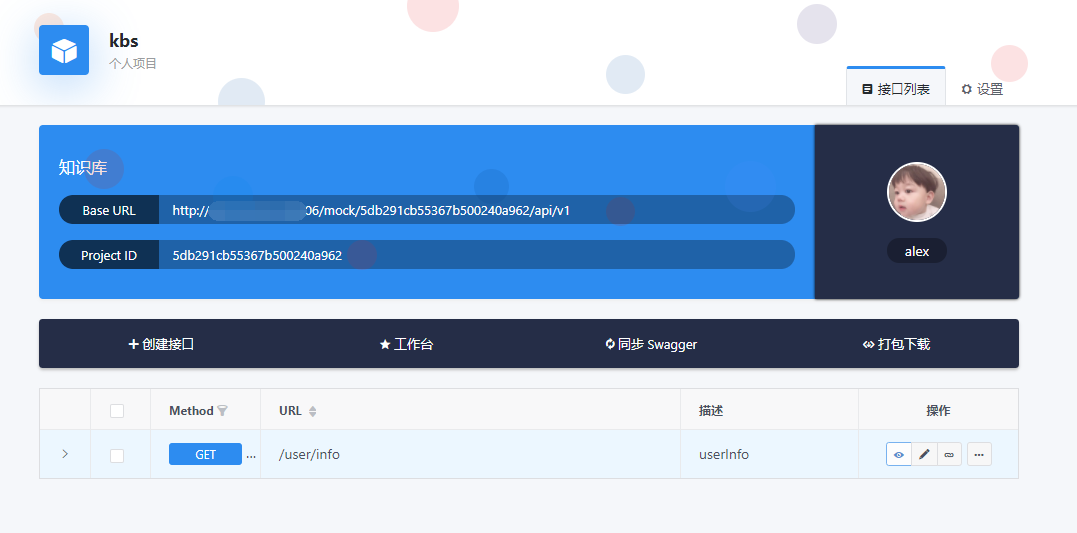 kbs
个人项目
接口列表 设置
知识库
Base URL http:// 06/mock/5db291cb55367b500240a962/api/v1
Project ID 5db291cb55367b500240a962
alex
创建接口 工作台 同步 Swagger 打包下载
Method URL 描述 操作
GET ... /user/info userInfo